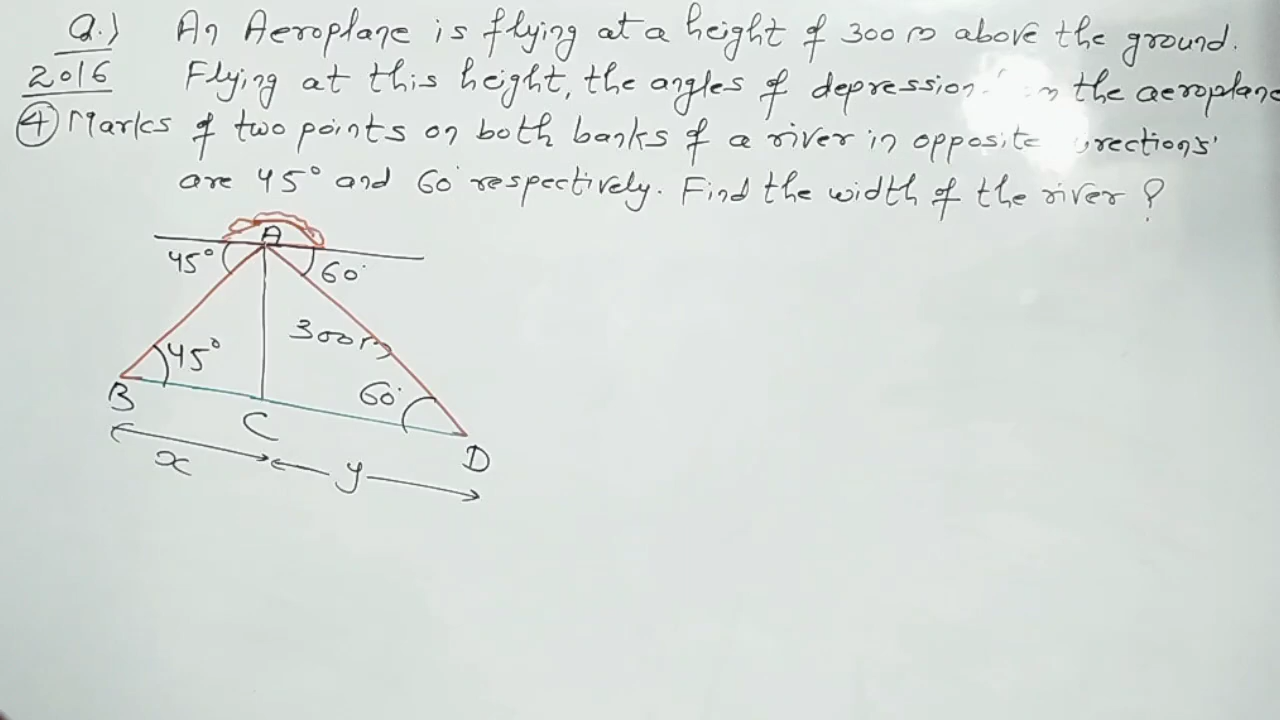 Q.) An Aeroplane is flying at a height of 300 m above the ground.
2016 Flying at this height, the angles of depression the aeroplane
4 Marks of two points on both banks of a river in opposite
are 45° and 60° respectively. Find the width of the river ?
A
45° 60°
300m
45°
60°
B
C
D
x
y